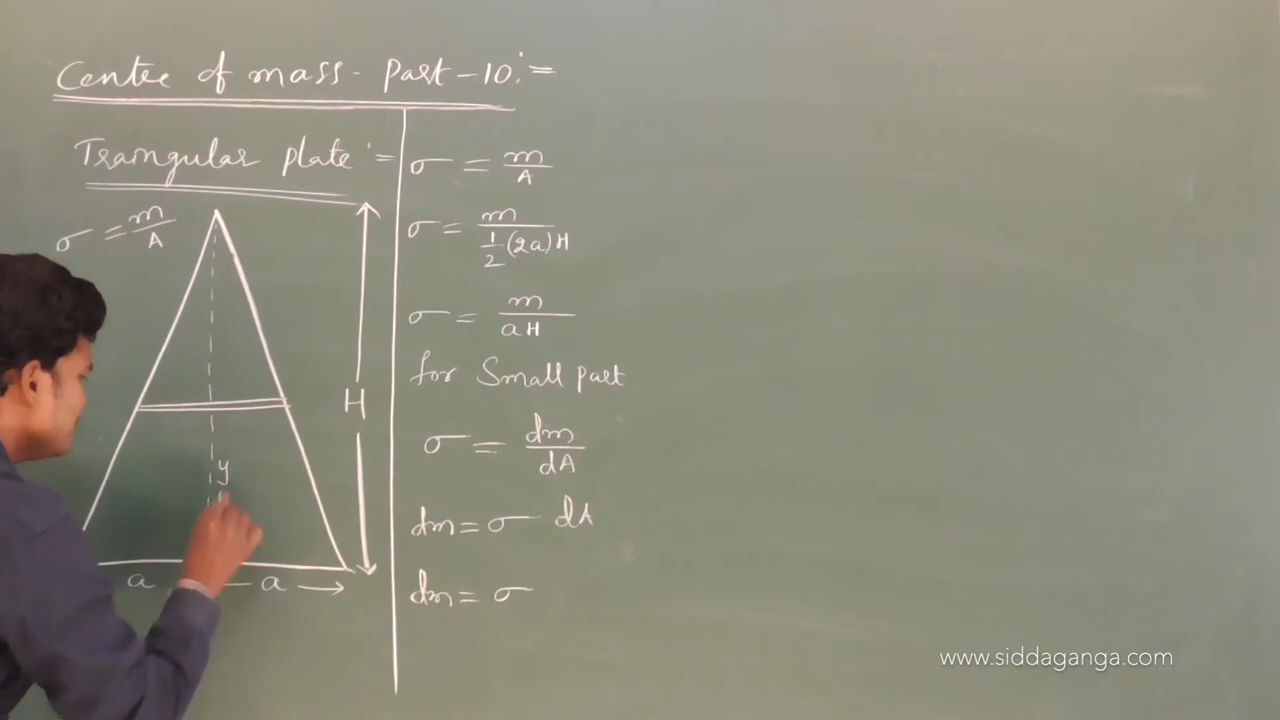 Centre of mass - Part - 10 :=
Traingular plate :=
σ = m/A
H
y
a a
σ = m/A
σ = m/(1/2 (2a) H)
σ = m/aH
for Small part
σ = dm/dA
dm = σ dA
dm = σ
www.siddaganga.com